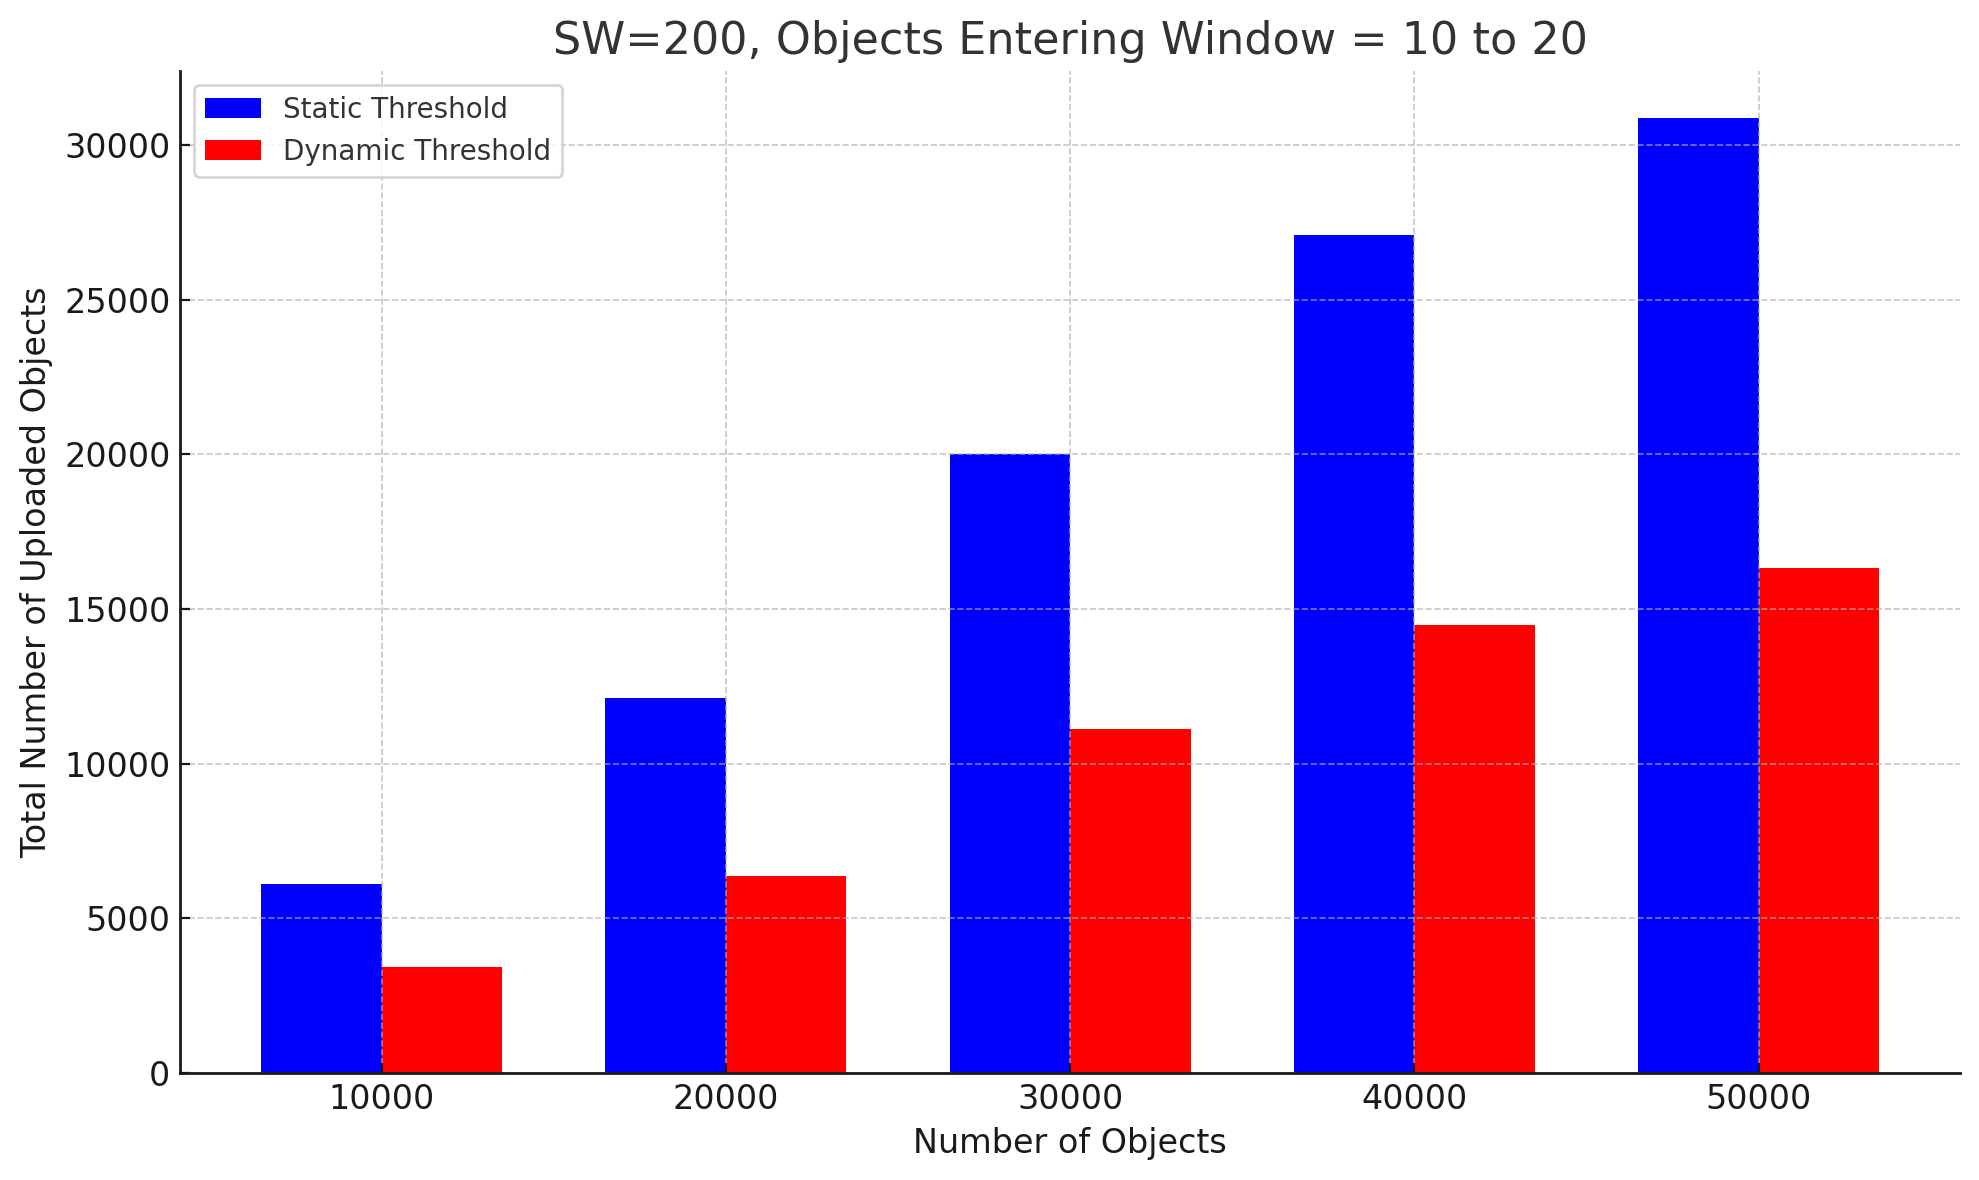 SW=200, Objects Entering Window = 10 to 20
Static Threshold
Dynamic Threshold
Total Number of Uploaded Objects
30000
25000
20000
15000
10000
5000
0
10000 20000 30000 40000 50000
Number of Objects